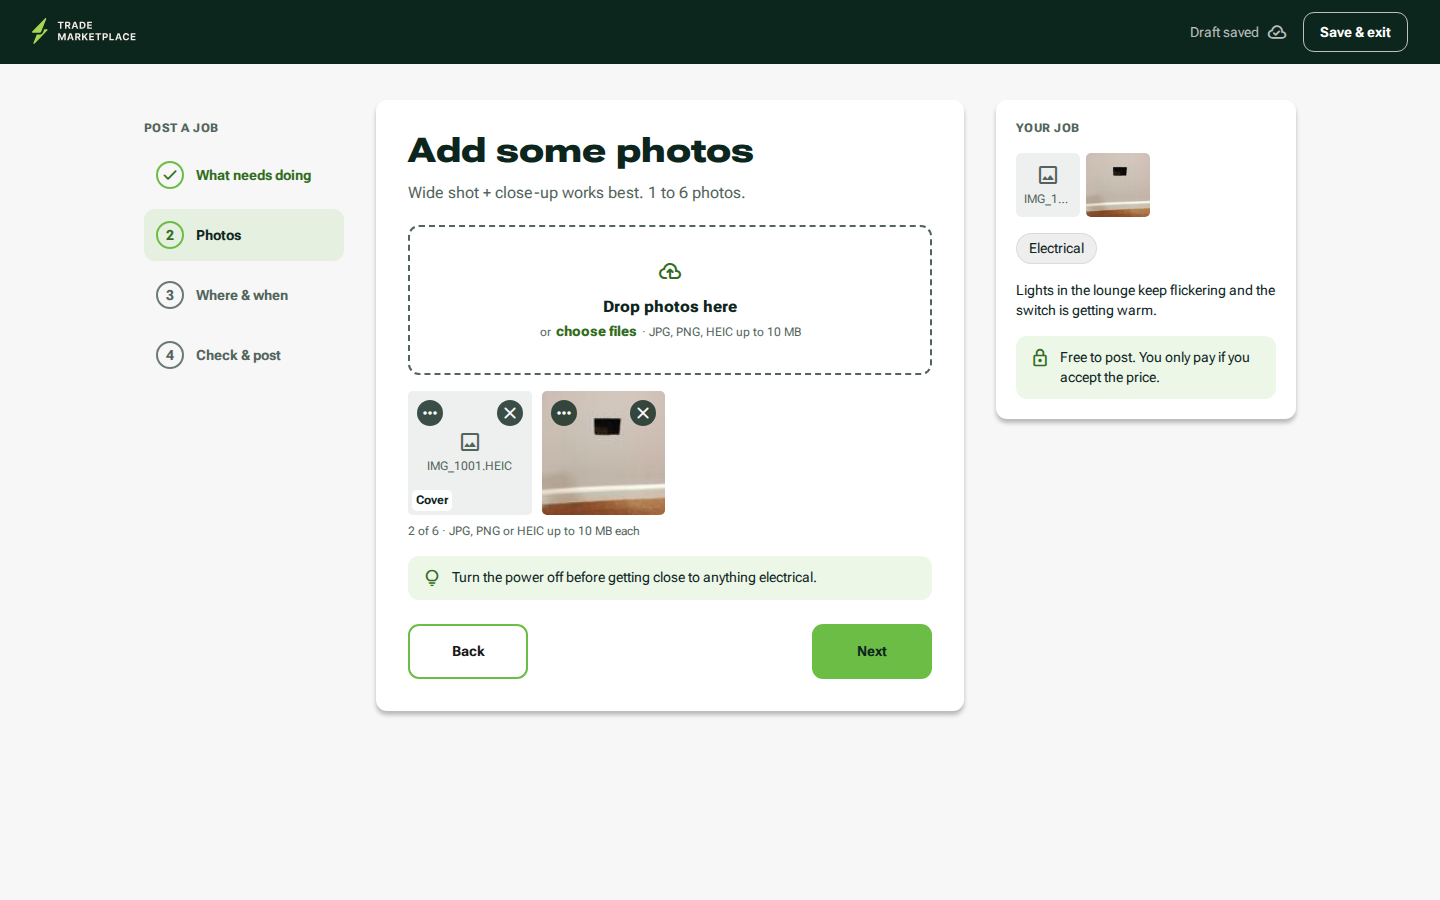 TRADE
MARKETPLACE
Draft saved
Save & exit
POST A JOB
What needs doing
2 Photos
3 Where & when
4 Check & post
Add some photos
Wide shot + close-up works best. 1 to 6 photos.
Drop photos here
or choose files · JPG, PNG, HEIC up to 10 MB
IMG_1001.HEIC
Cover
2 of 6 · JPG, PNG or HEIC up to 10 MB each
Turn the power off before getting close to anything electrical.
Back
Next
YOUR JOB
IMG_1...
Electrical
Lights in the lounge keep flickering and the
switch is getting warm.
Free to post. You only pay if you
accept the price.